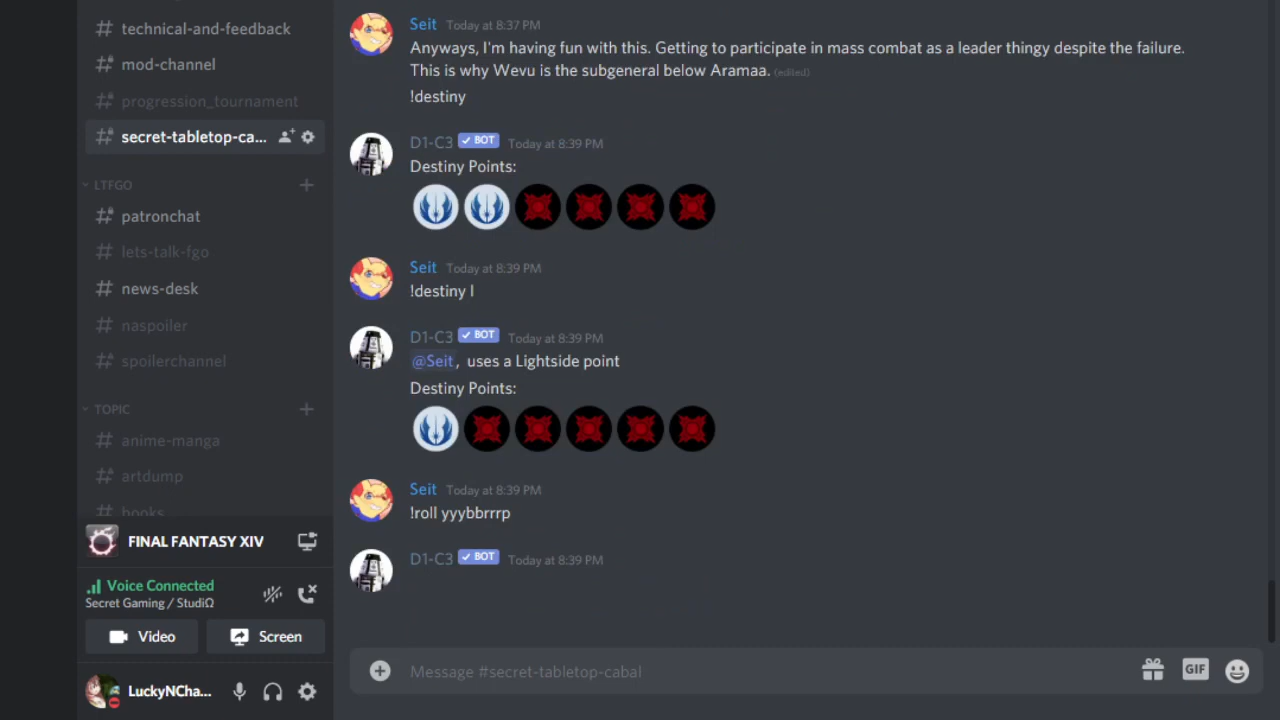 technical-and-feedback
mod-channel
progression_tournament
secret-tabletop-ca...
LTFGO
patronchat
lets-talk-fgo
news-desk
naspoiler
spoilerchannel
TOPIC
anime-manga
artdump
books
FINAL FANTASY XIV
Voice Connected
Secret Gaming / StudiΩ
Video
Screen
LuckyNCha...
Seit Today at 8:37 PM
Anyways, I'm having fun with this. Getting to participate in mass combat as a leader thingy despite the failure.
This is why Wevu is the subgeneral below Aramaa. (edited)
!destiny
D1-C3 ✓ BOT Today at 8:39 PM
Destiny Points:
Seit Today at 8:39 PM
!destiny l
D1-C3 ✓ BOT Today at 8:39 PM
@Seit, uses a Lightside point
Destiny Points:
Seit Today at 8:39 PM
!roll yyybbrrrp
D1-C3 ✓ BOT Today at 8:39 PM
Message #secret-tabletop-cabal
GIF